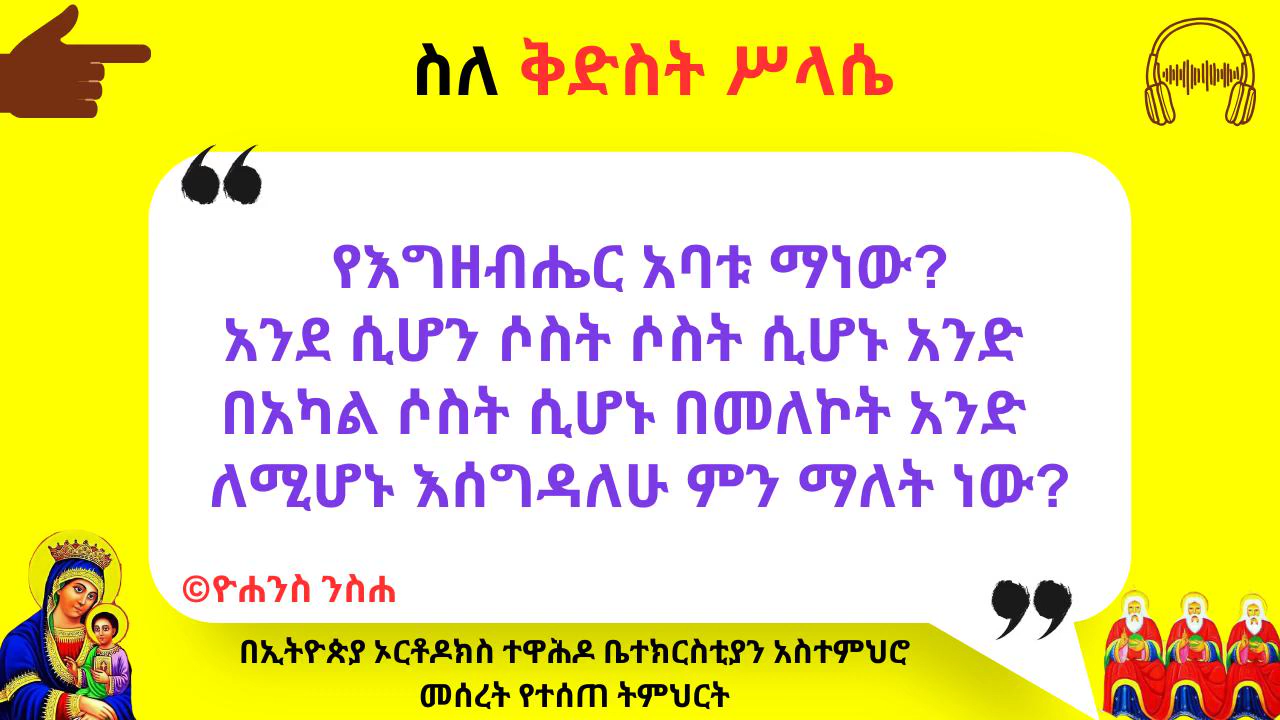 ስለ ቅድስት ሥላሴ
የእግዘብሔር አባቱ ማነው?
አንደ ሲሆን ሶስት ሶስት ሲሆኑ አንድ
በአካል ሶስት ሲሆኑ በመለኮት አንድ
ለሚሆኑ እሰግዳለሁ ምን ማለት ነው?
©ዮሐንስ ንስሐ
በኢትዮጵያ ኦርቶዶክስ ተዋሕዶ ቤተክርስቲያን አስተምህሮ
መሰረት የተሰጠ ትምህርት